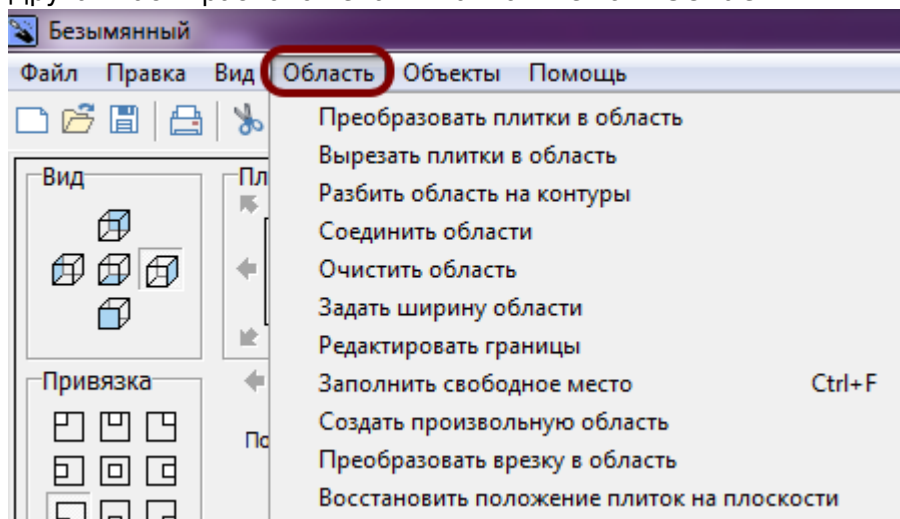 Безымянный
Файл Правка Вид Область Объекты Помощь
Преобразовать плитки в область
Вырезать плитки в область
Разбить область на контуры
Соединить области
Очистить область
Задать ширину области
Редактировать границы
Заполнить свободное место Ctrl+F
Создать произвольную область
Преобразовать врезку в область
Восстановить положение плиток на плоскости
Вид
Пл
Привязка
По